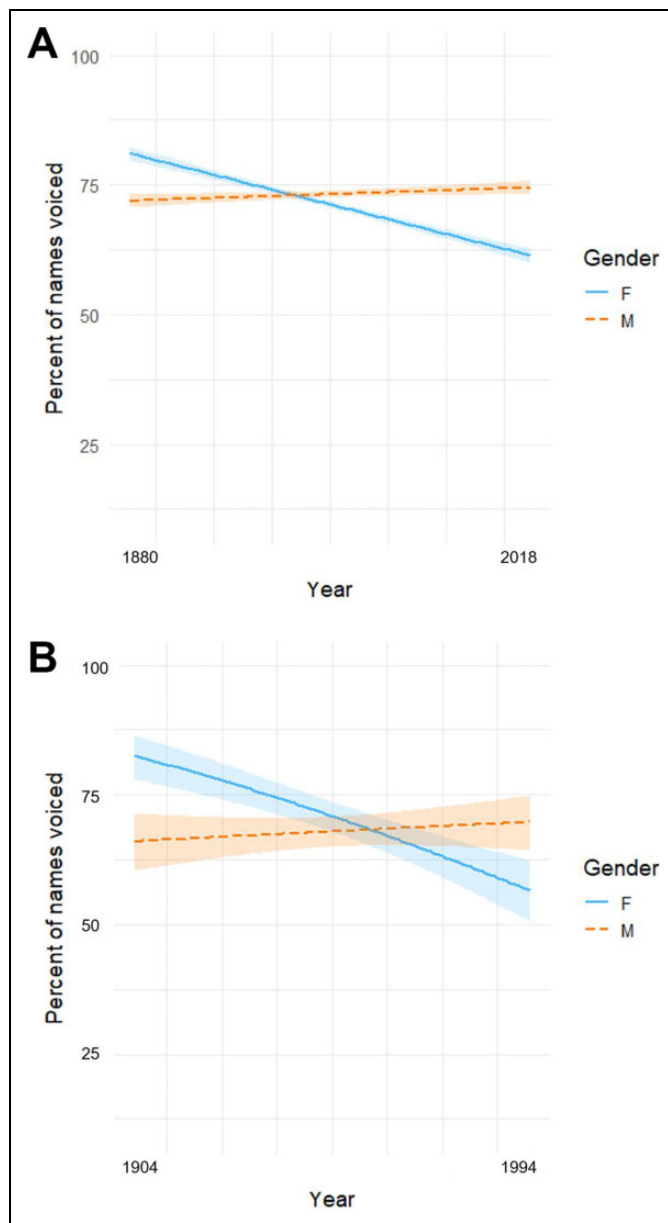 A
100
75
50
25
Percent of names voiced
1880 2018
Year
Gender
F
M
B
100
75
50
25
Percent of names voiced
1904 1994
Year
Gender
F
M